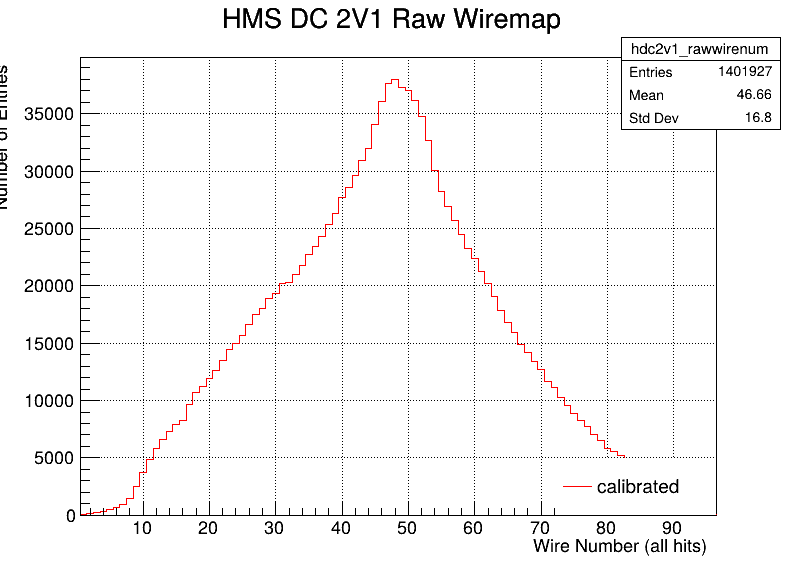 HMS DC 2V1 Raw Wiremap
hdc2v1_rawwirenum
Entries 1401927
Mean 46.66
Std Dev 16.8
Number of Entries
35000
30000
25000
20000
15000
10000
5000
0
calibrated
10 20 30 40 50 60 70 80 90
Wire Number (all hits)